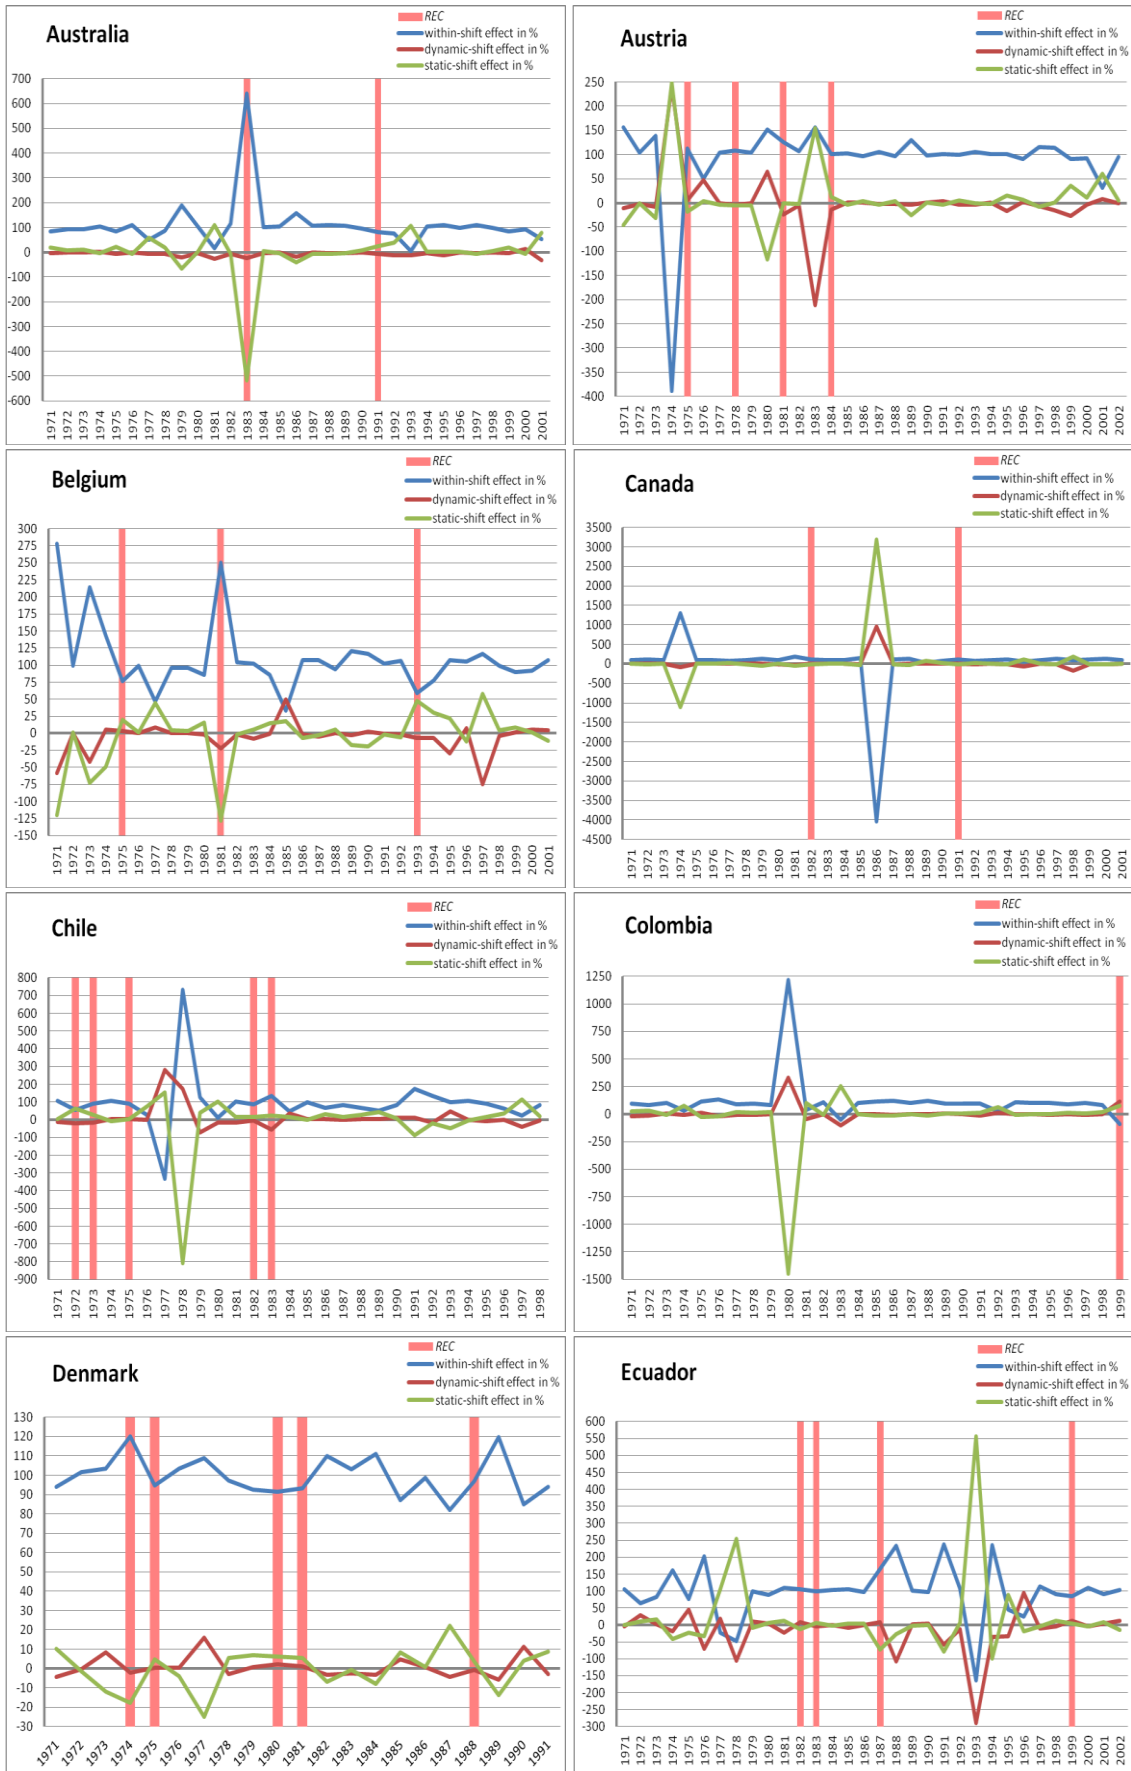 Australia
REC
within-shift effect in %
dynamic-shift effect in %
static-shift effect in %
700
600
500
400
300
200
100
0
-100
-200
-300
-400
-500
-600
1971 1972 1973 1974 1975 1976 1977 1978 1979 1980 1981 1982 1983 1984 1985 1986 1987 1988 1989 1990 1991 1992 1993 1994 1995 1996 1997 1998 1999 2000 2001
Austria
REC
within-shift effect in %
dynamic-shift effect in %
static-shift effect in %
250
200
150
100
50
0
-50
-100
-150
-200
-250
-300
-350
-400
1971 1972 1973 1974 1975 1976 1977 1978 1979 1980 1981 1982 1983 1984 1985 1986 1987 1988 1989 1990 1991 1992 1993 1994 1995 1996 1997 1998 1999 2000 2001 2002
Belgium
REC
within-shift effect in %
dynamic-shift effect in %
static-shift effect in %
300
275
250
225
200
175
150
125
100
75
50
25
0
-25
-50
-75
-100
-125
-150
1971 1972 1973 1974 1975 1976 1977 1978 1979 1980 1981 1982 1983 1984 1985 1986 1987 1988 1989 1990 1991 1992 1993 1994 1995 1996 1997 1998 1999 2000 2001
Canada
REC
within-shift effect in %
dynamic-shift effect in %
static-shift effect in %
3500
3000
2500
2000
1500
1000
500
0
-500
-1000
-1500
-2000
-2500
-3000
-3500
-4000
-4500
1971 1972 1973 1974 1975 1976 1977 1978 1979 1980 1981 1982 1983 1984 1985 1986 1987 1988 1989 1990 1991 1992 1993 1994 1995 1996 1997 1998 1999 2000 2001
Chile
REC
within-shift effect in %
dynamic-shift effect in %
static-shift effect in %
800
700
600
500
400
300
200
100
0
-100
-200
-300
-400
-500
-600
-700
-800
-900
1971 1972 1973 1974 1975 1976 1977 1978 1979 1980 1981 1982 1983 1984 1985 1986 1987 1988 1989 1990 1991 1992 1993 1994 1995 1996 1997 1998
Colombia
REC
within-shift effect in %
dynamic-shift effect in %
static-shift effect in %
1250
1000
750
500
250
0
-250
-500
-750
-1000
-1250
-1500
1971 1972 1973 1974 1975 1976 1977 1978 1979 1980 1981 1982 1983 1984 1985 1986 1987 1988 1989 1990 1991 1992 1993 1994 1995 1996 1997 1998 1999
Denmark
REC
within-shift effect in %
dynamic-shift effect in %
static-shift effect in %
130
120
110
100
90
80
70
60
50
40
30
20
10
0
-10
-20
-30
1971 1972 1973 1974 1975 1976 1977 1978 1979 1980 1981 1982 1983 1984 1985 1986 1987 1988 1989 1990 1991
Ecuador
REC
within-shift effect in %
dynamic-shift effect in %
static-shift effect in %
600
550
500
450
400
350
300
250
200
150
100
50
0
-50
-100
-150
-200
-250
-300
1971 1972 1973 1974 1975 1976 1977 1978 1979 1980 1981 1982 1983 1984 1985 1986 1987 1988 1989 1990 1991 1992 1993 1994 1995 1996 1997 1998 1999 2000 2001 2002